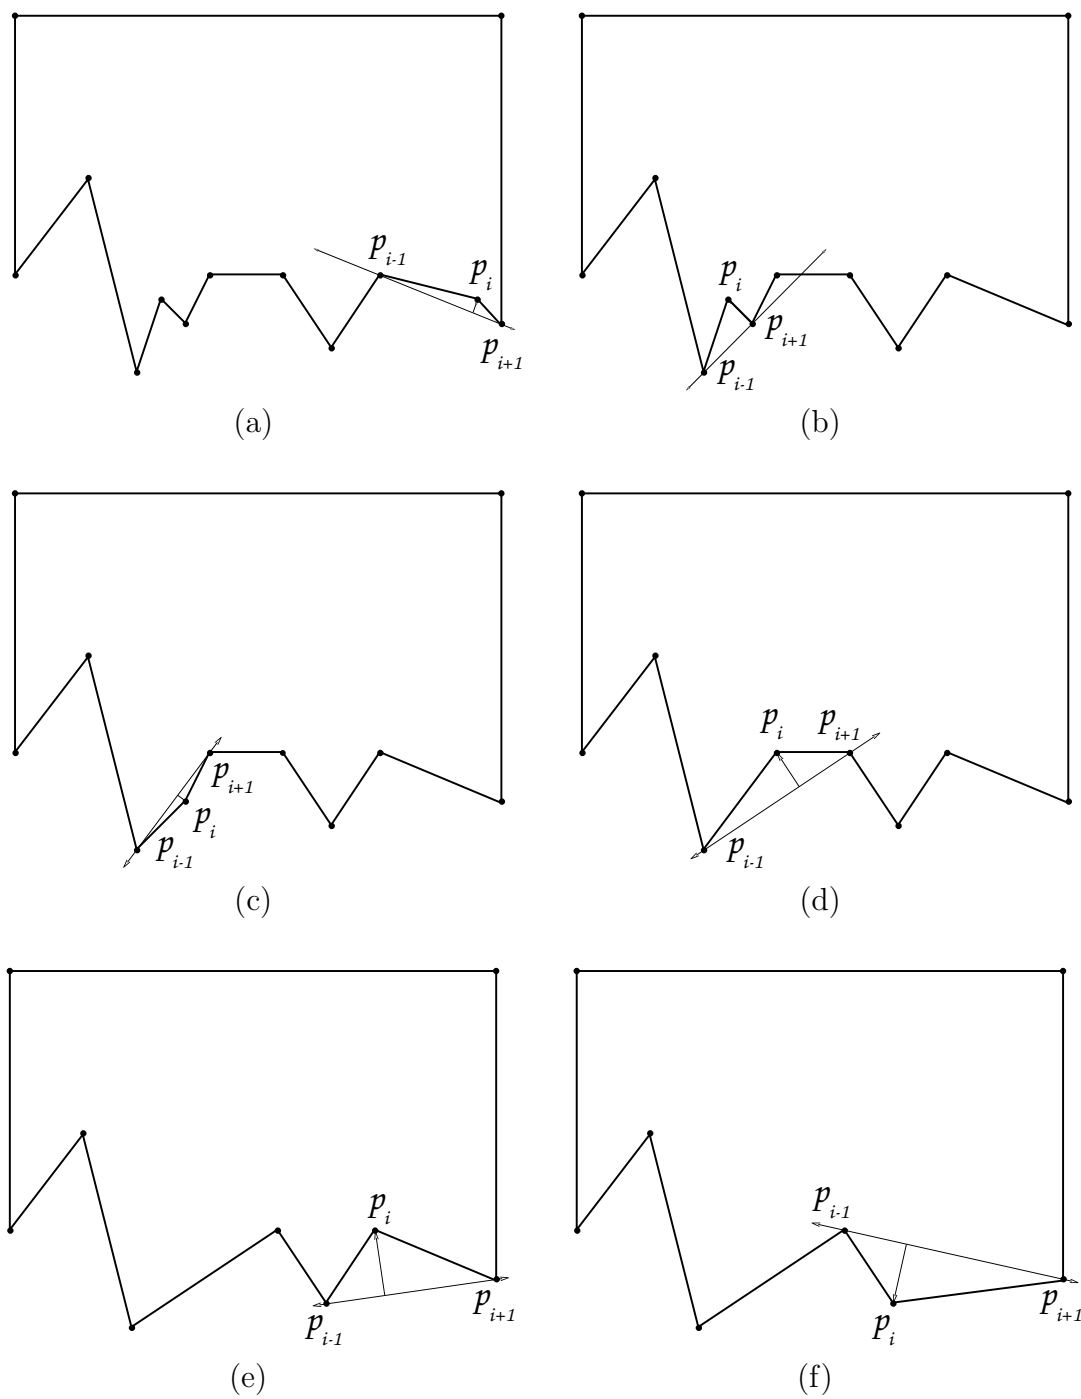 p_{i-1}
p_i
p_{i+1}
(a)
p_i
p_{i+1}
p_{i-1}
(b)
p_{i+1}
p_i
p_{i-1}
(c)
p_i p_{i+1}
p_{i-1}
(d)
p_i
p_{i-1} p_{i+1}
(e)
p_{i-1}
p_i p_{i+1}
(f)